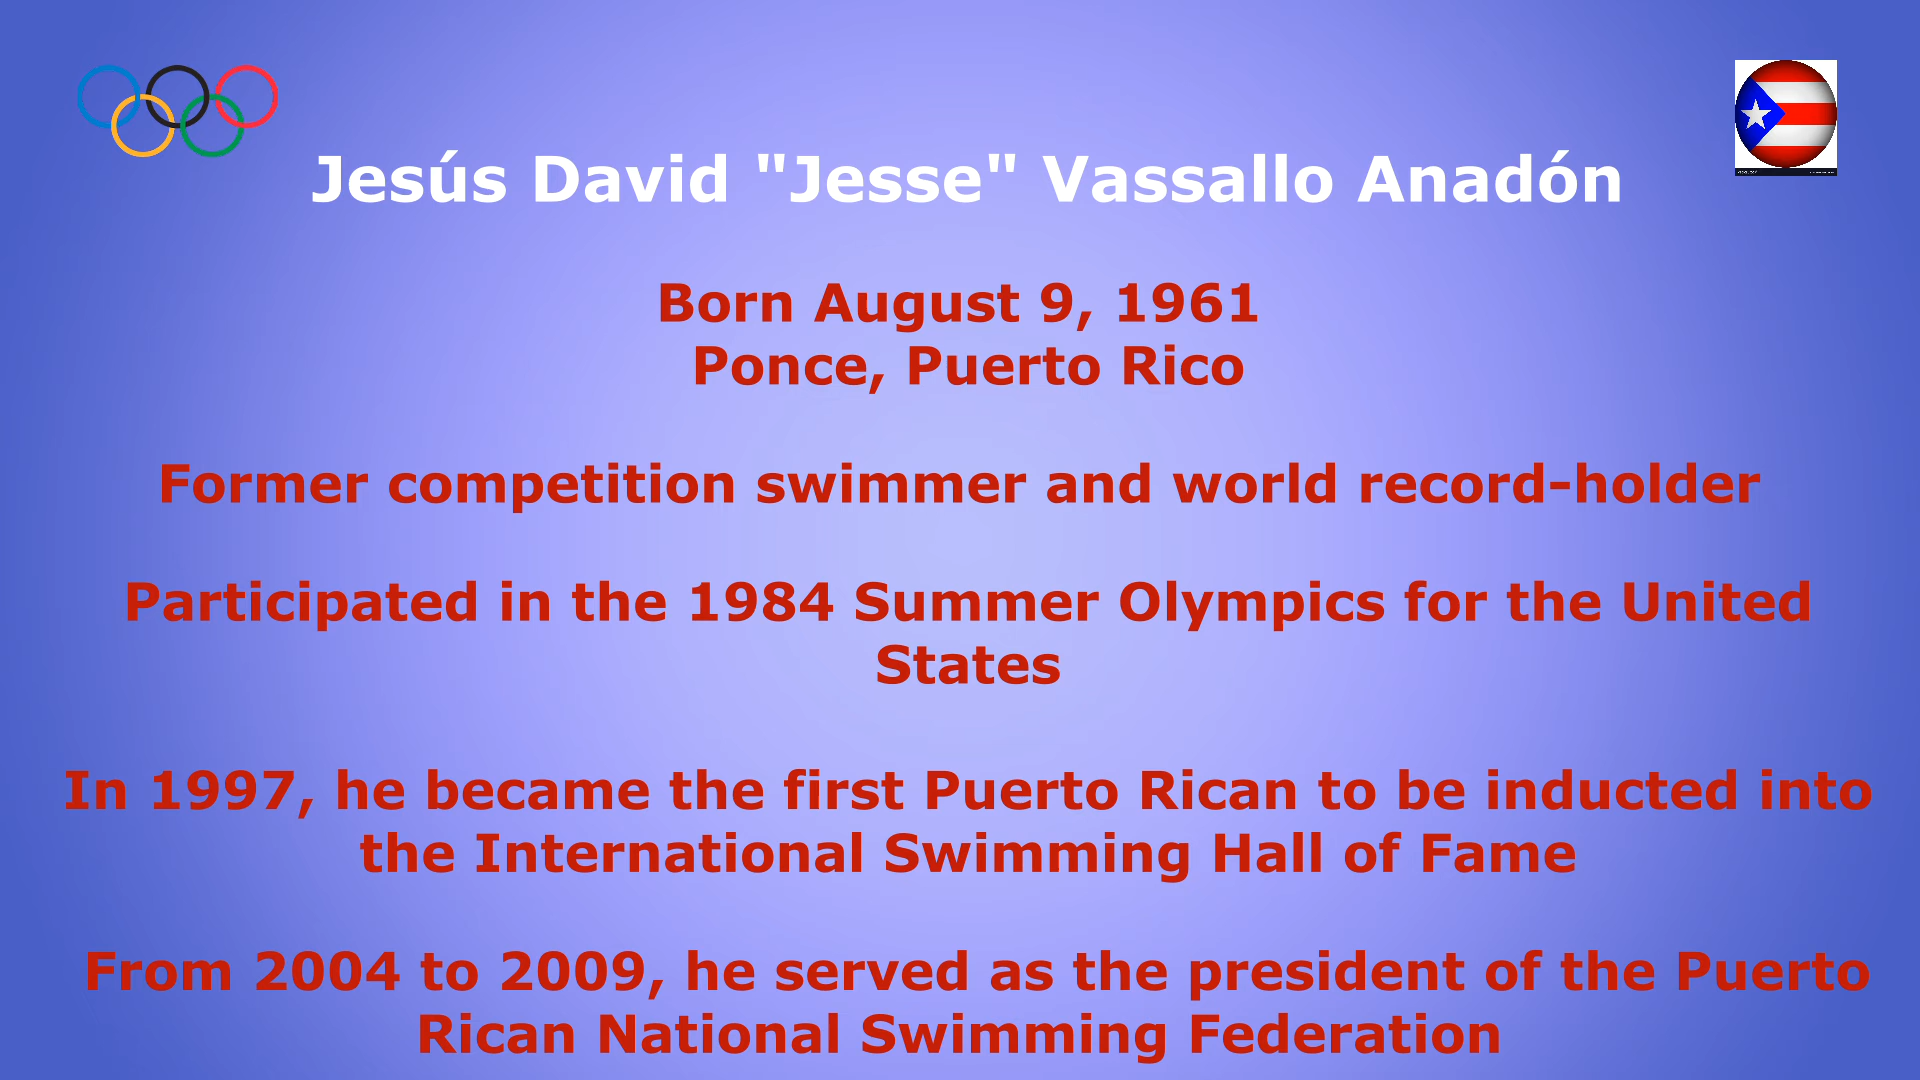 Jesús David "Jesse" Vassallo Anadón
Born August 9, 1961
Ponce, Puerto Rico
Former competition swimmer and world record-holder
Participated in the 1984 Summer Olympics for the United
States
In 1997, he became the first Puerto Rican to be inducted into
the International Swimming Hall of Fame
From 2004 to 2009, he served as the president of the Puerto
Rican National Swimming Federation